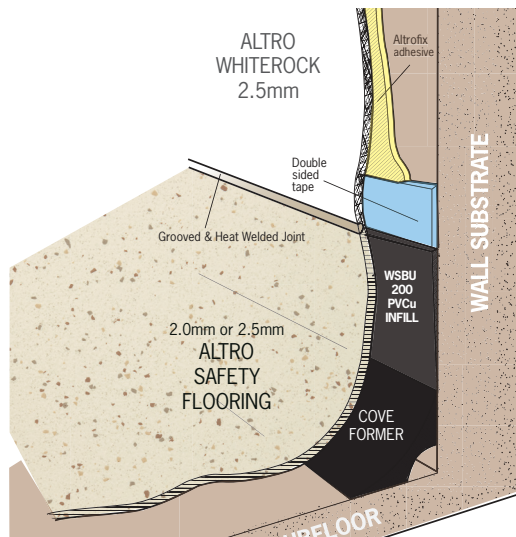 ALTRO
WHITEROCK
2.5mm
Altrofix
adhesive
Double
sided
tape
Grooved & Heat Welded Joint
WALL SUBSTRATE
WSBU
200
PVCu
INFILL
2.0mm or 2.5mm
ALTRO
SAFETY
FLOORING
COVE
FORMER